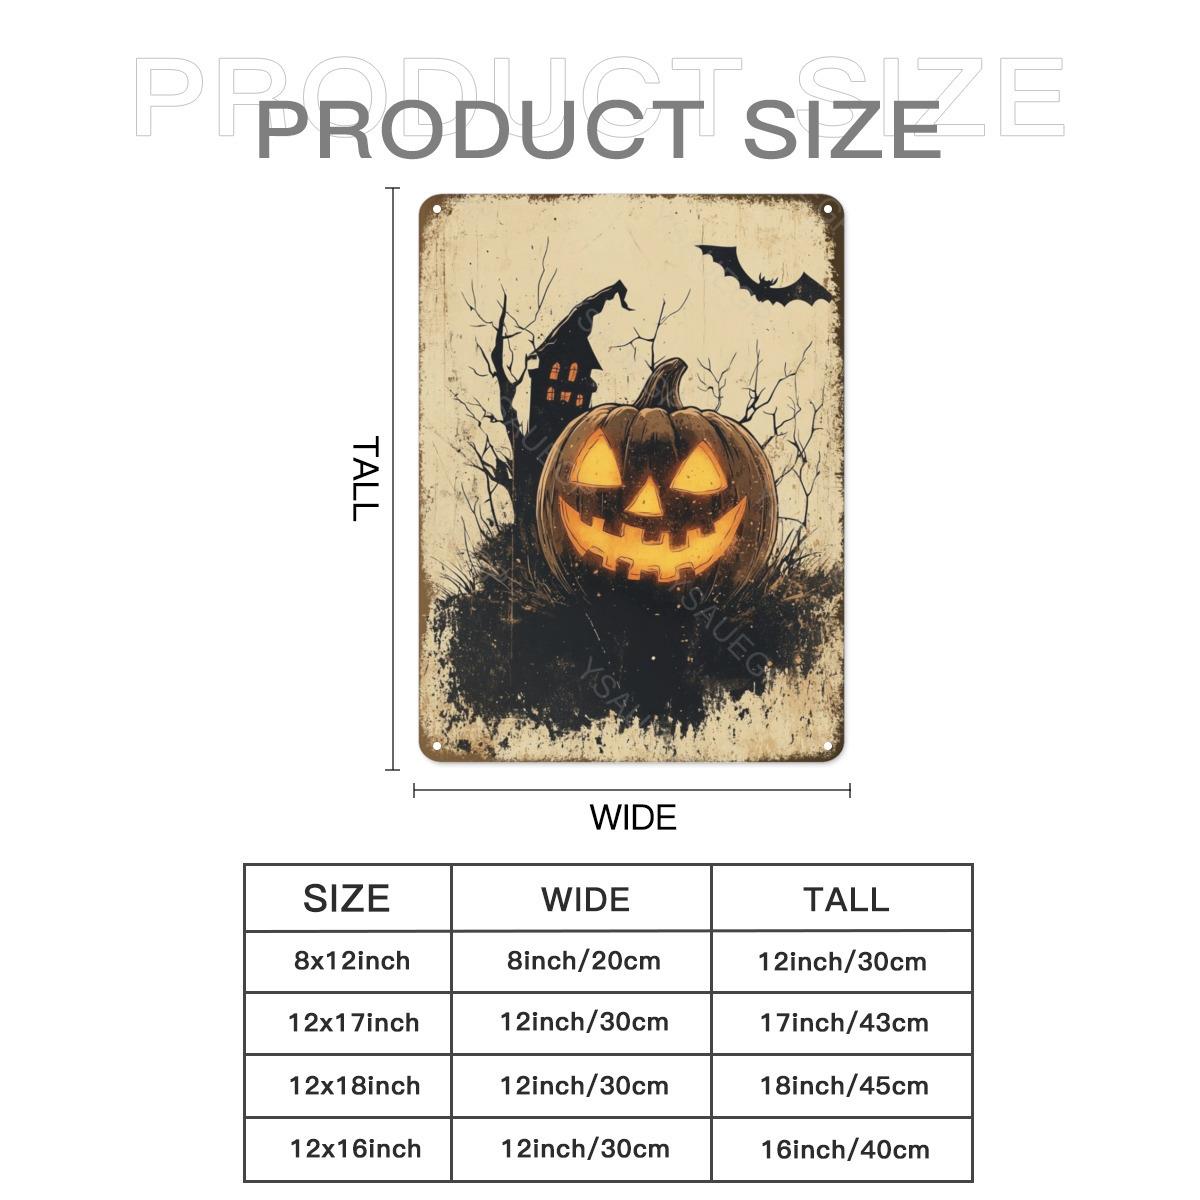 PRODUCT SIZE
PRODUCT SIZE
TALL
YSAUEG
WIDE
SIZE WIDE TALL
8x12inch 8inch/20cm 12inch/30cm
12x17inch 12inch/30cm 17inch/43cm
12x18inch 12inch/30cm 18inch/45cm
12x16inch 12inch/30cm 16inch/40cm